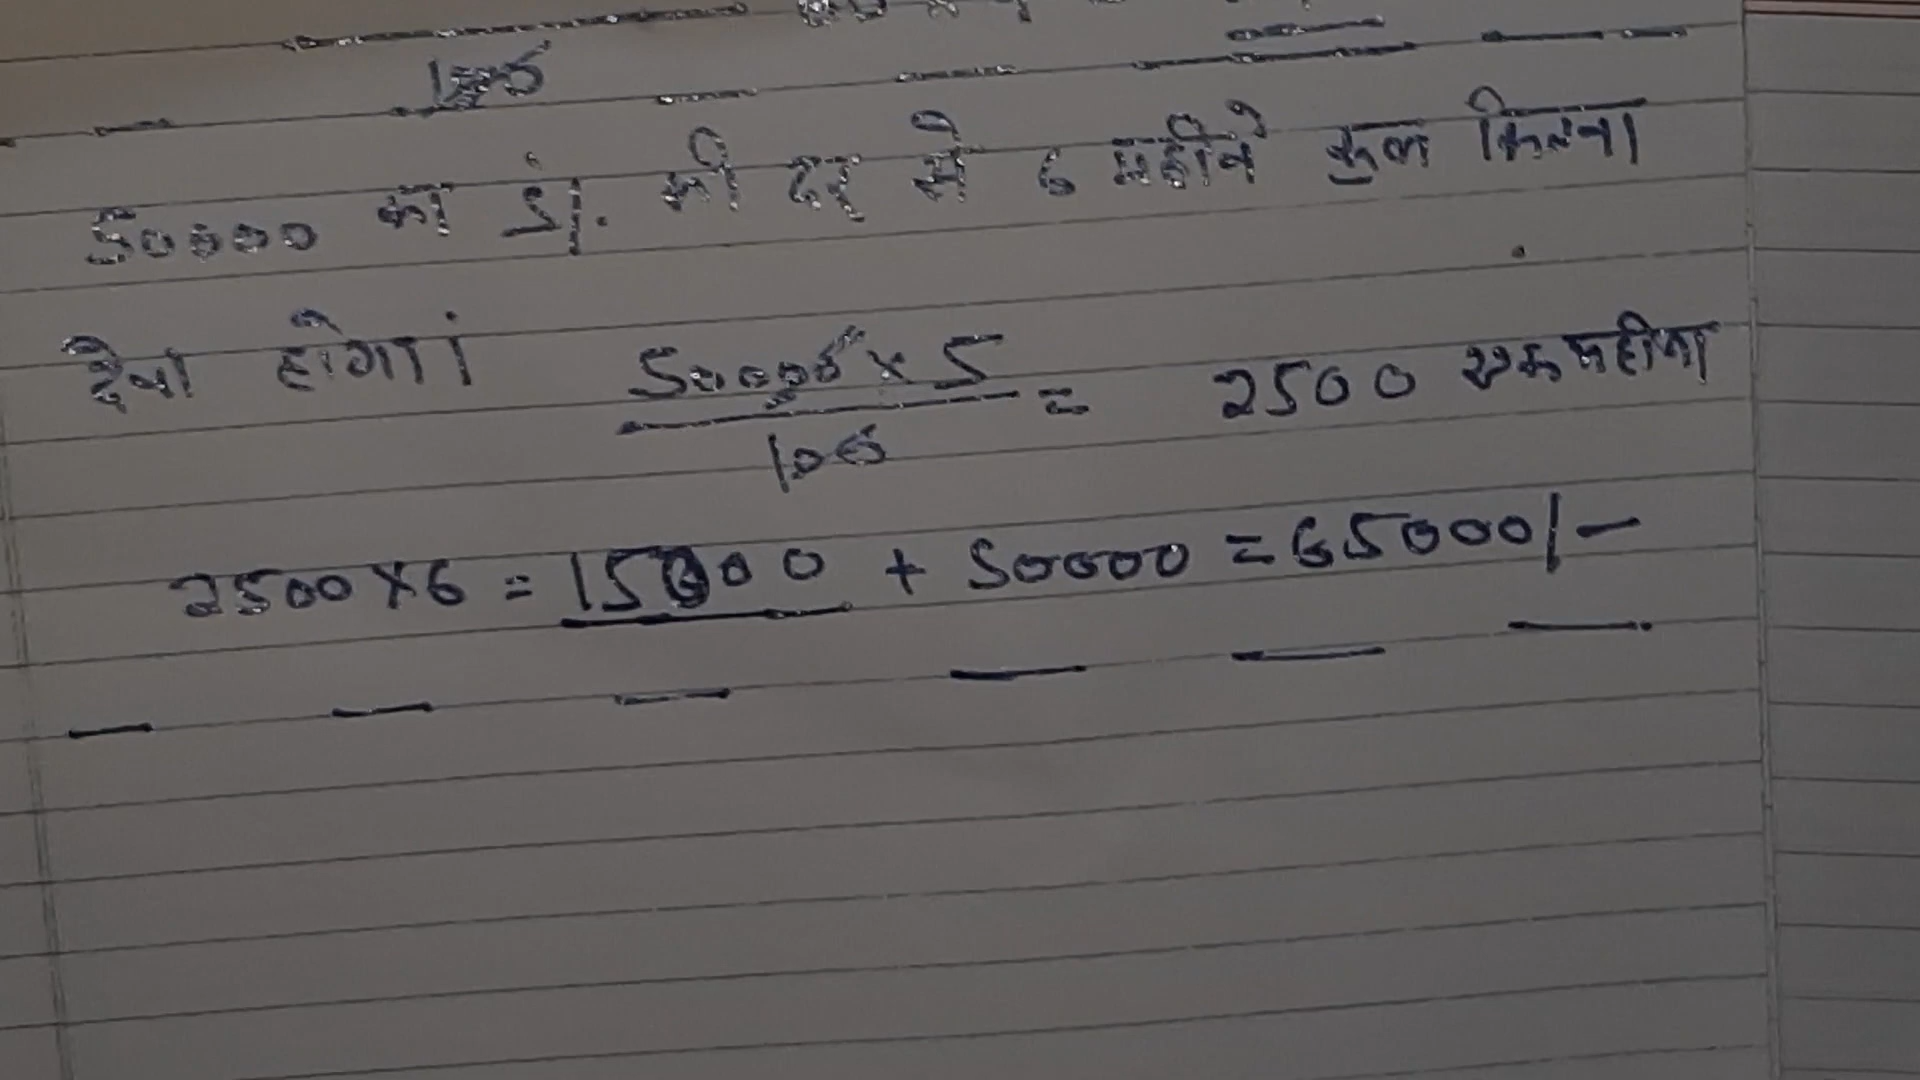 50000 का 5%. की दर से 6 महीने कुल कितना
देना होगा।
50000 x 5 / 100 = 2500 एक महीना
2500 x 6 = 15000 + 50000 = 65000/-